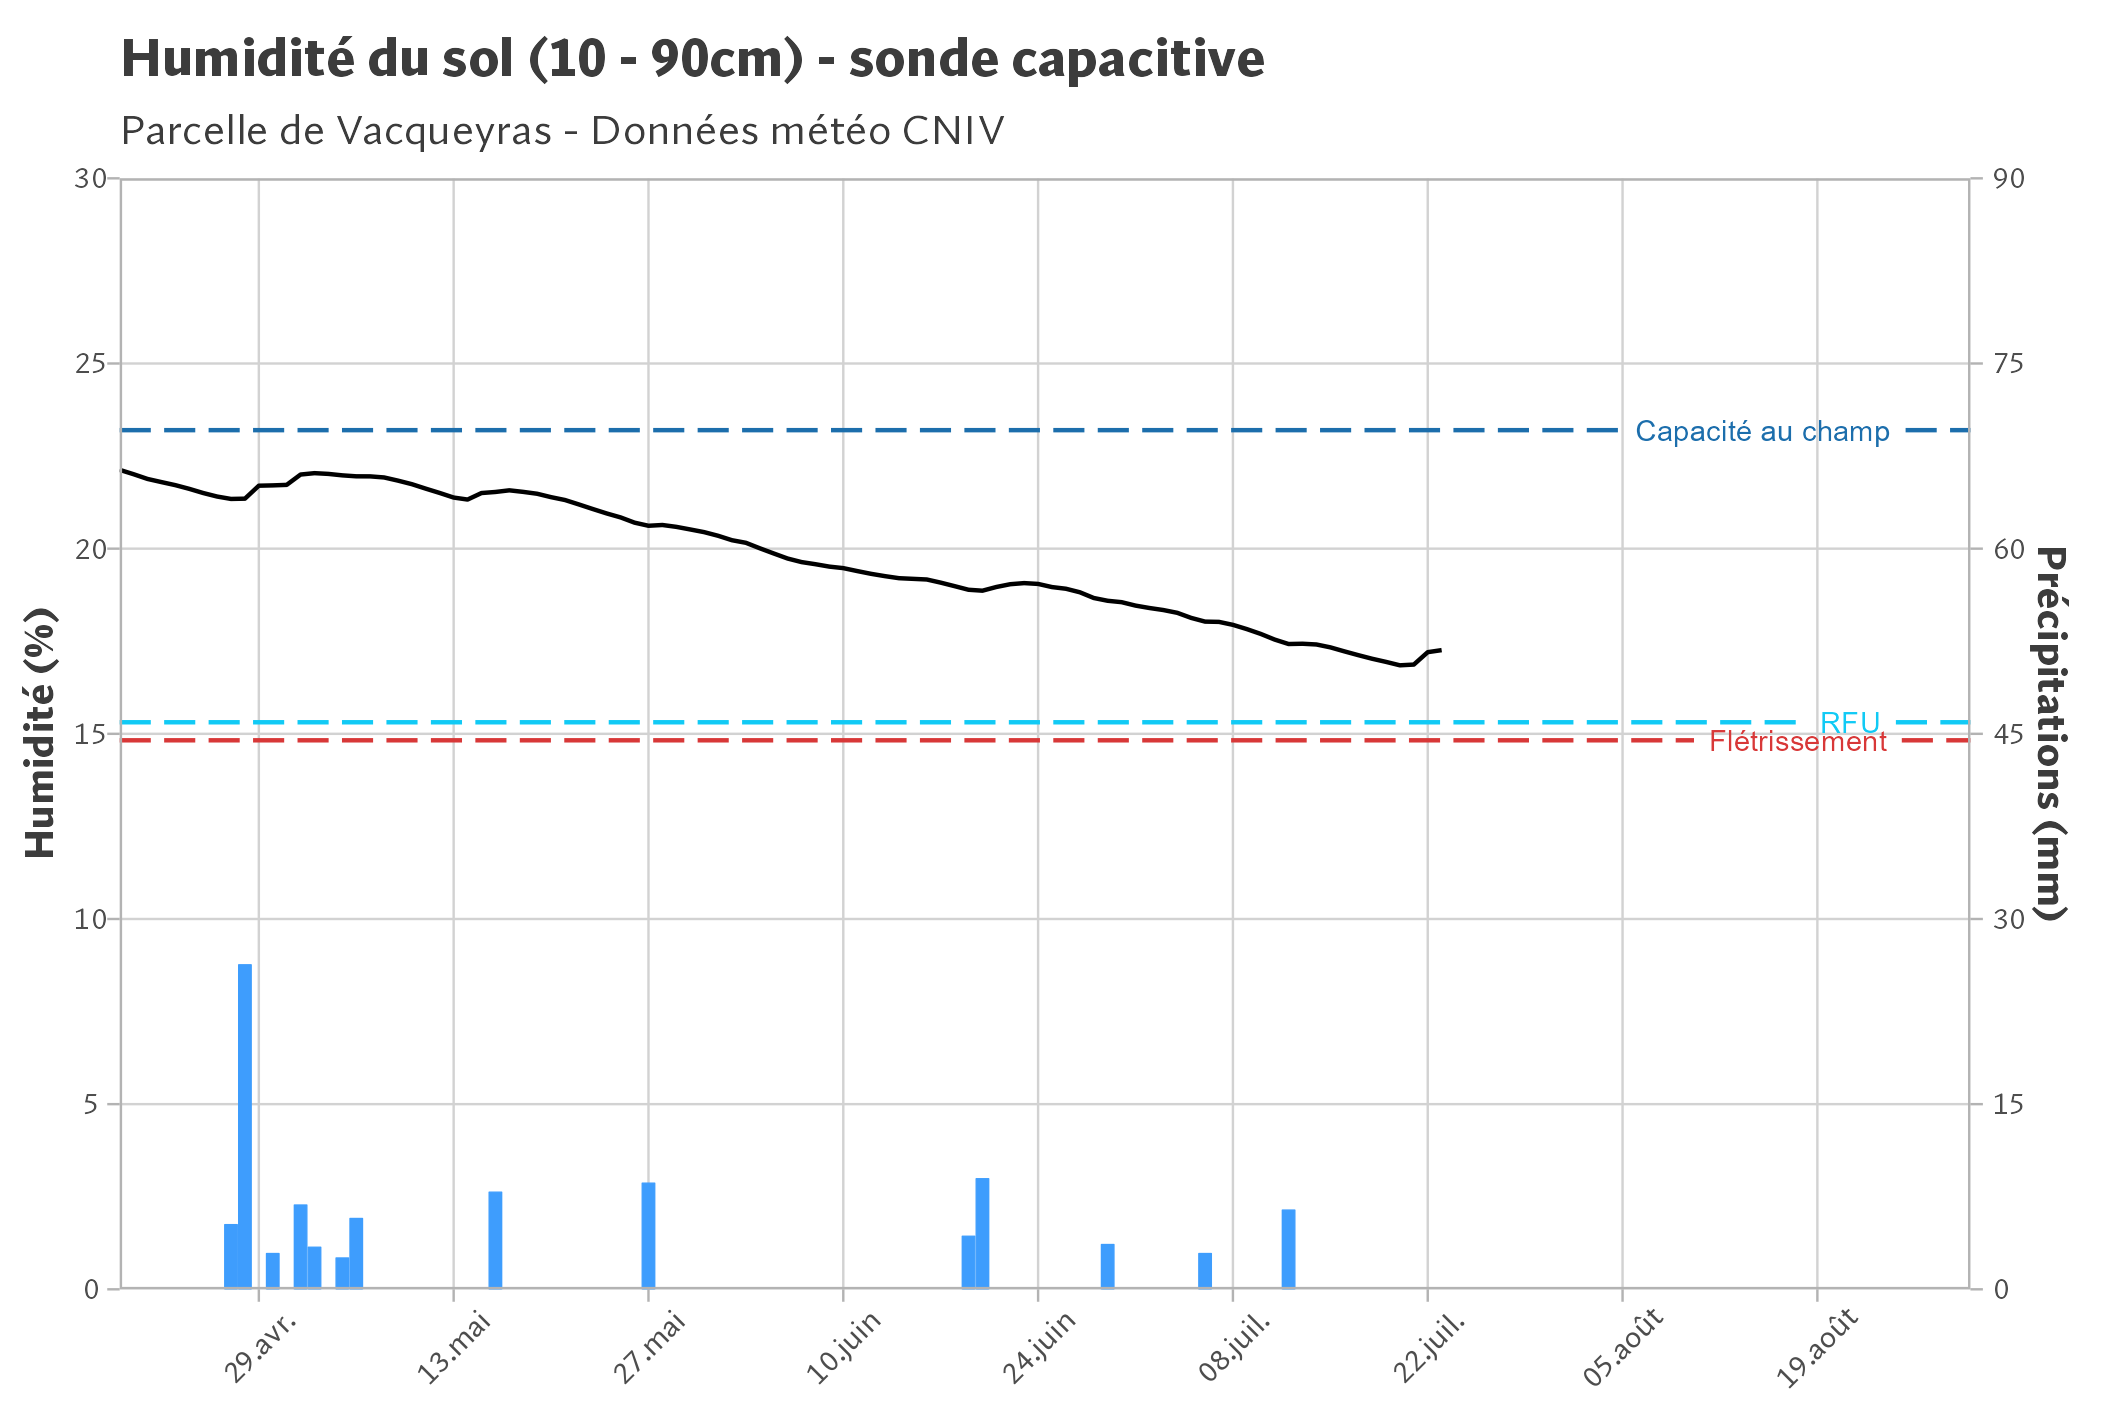 Humidité du sol (10 - 90cm) - sonde capacitive
Parcelle de Vacqueyras - Données météo CNIV
Humidité (%)
30
25
20
15
10
5
0
Capacité au champ
RFU
Flétrissement
90
75
60
45
30
15
0
Précipitations (mm)
29.avr.
13.mai
27.mai
10.juin
24.juin
08.juil.
22.juil.
05.août
19.août